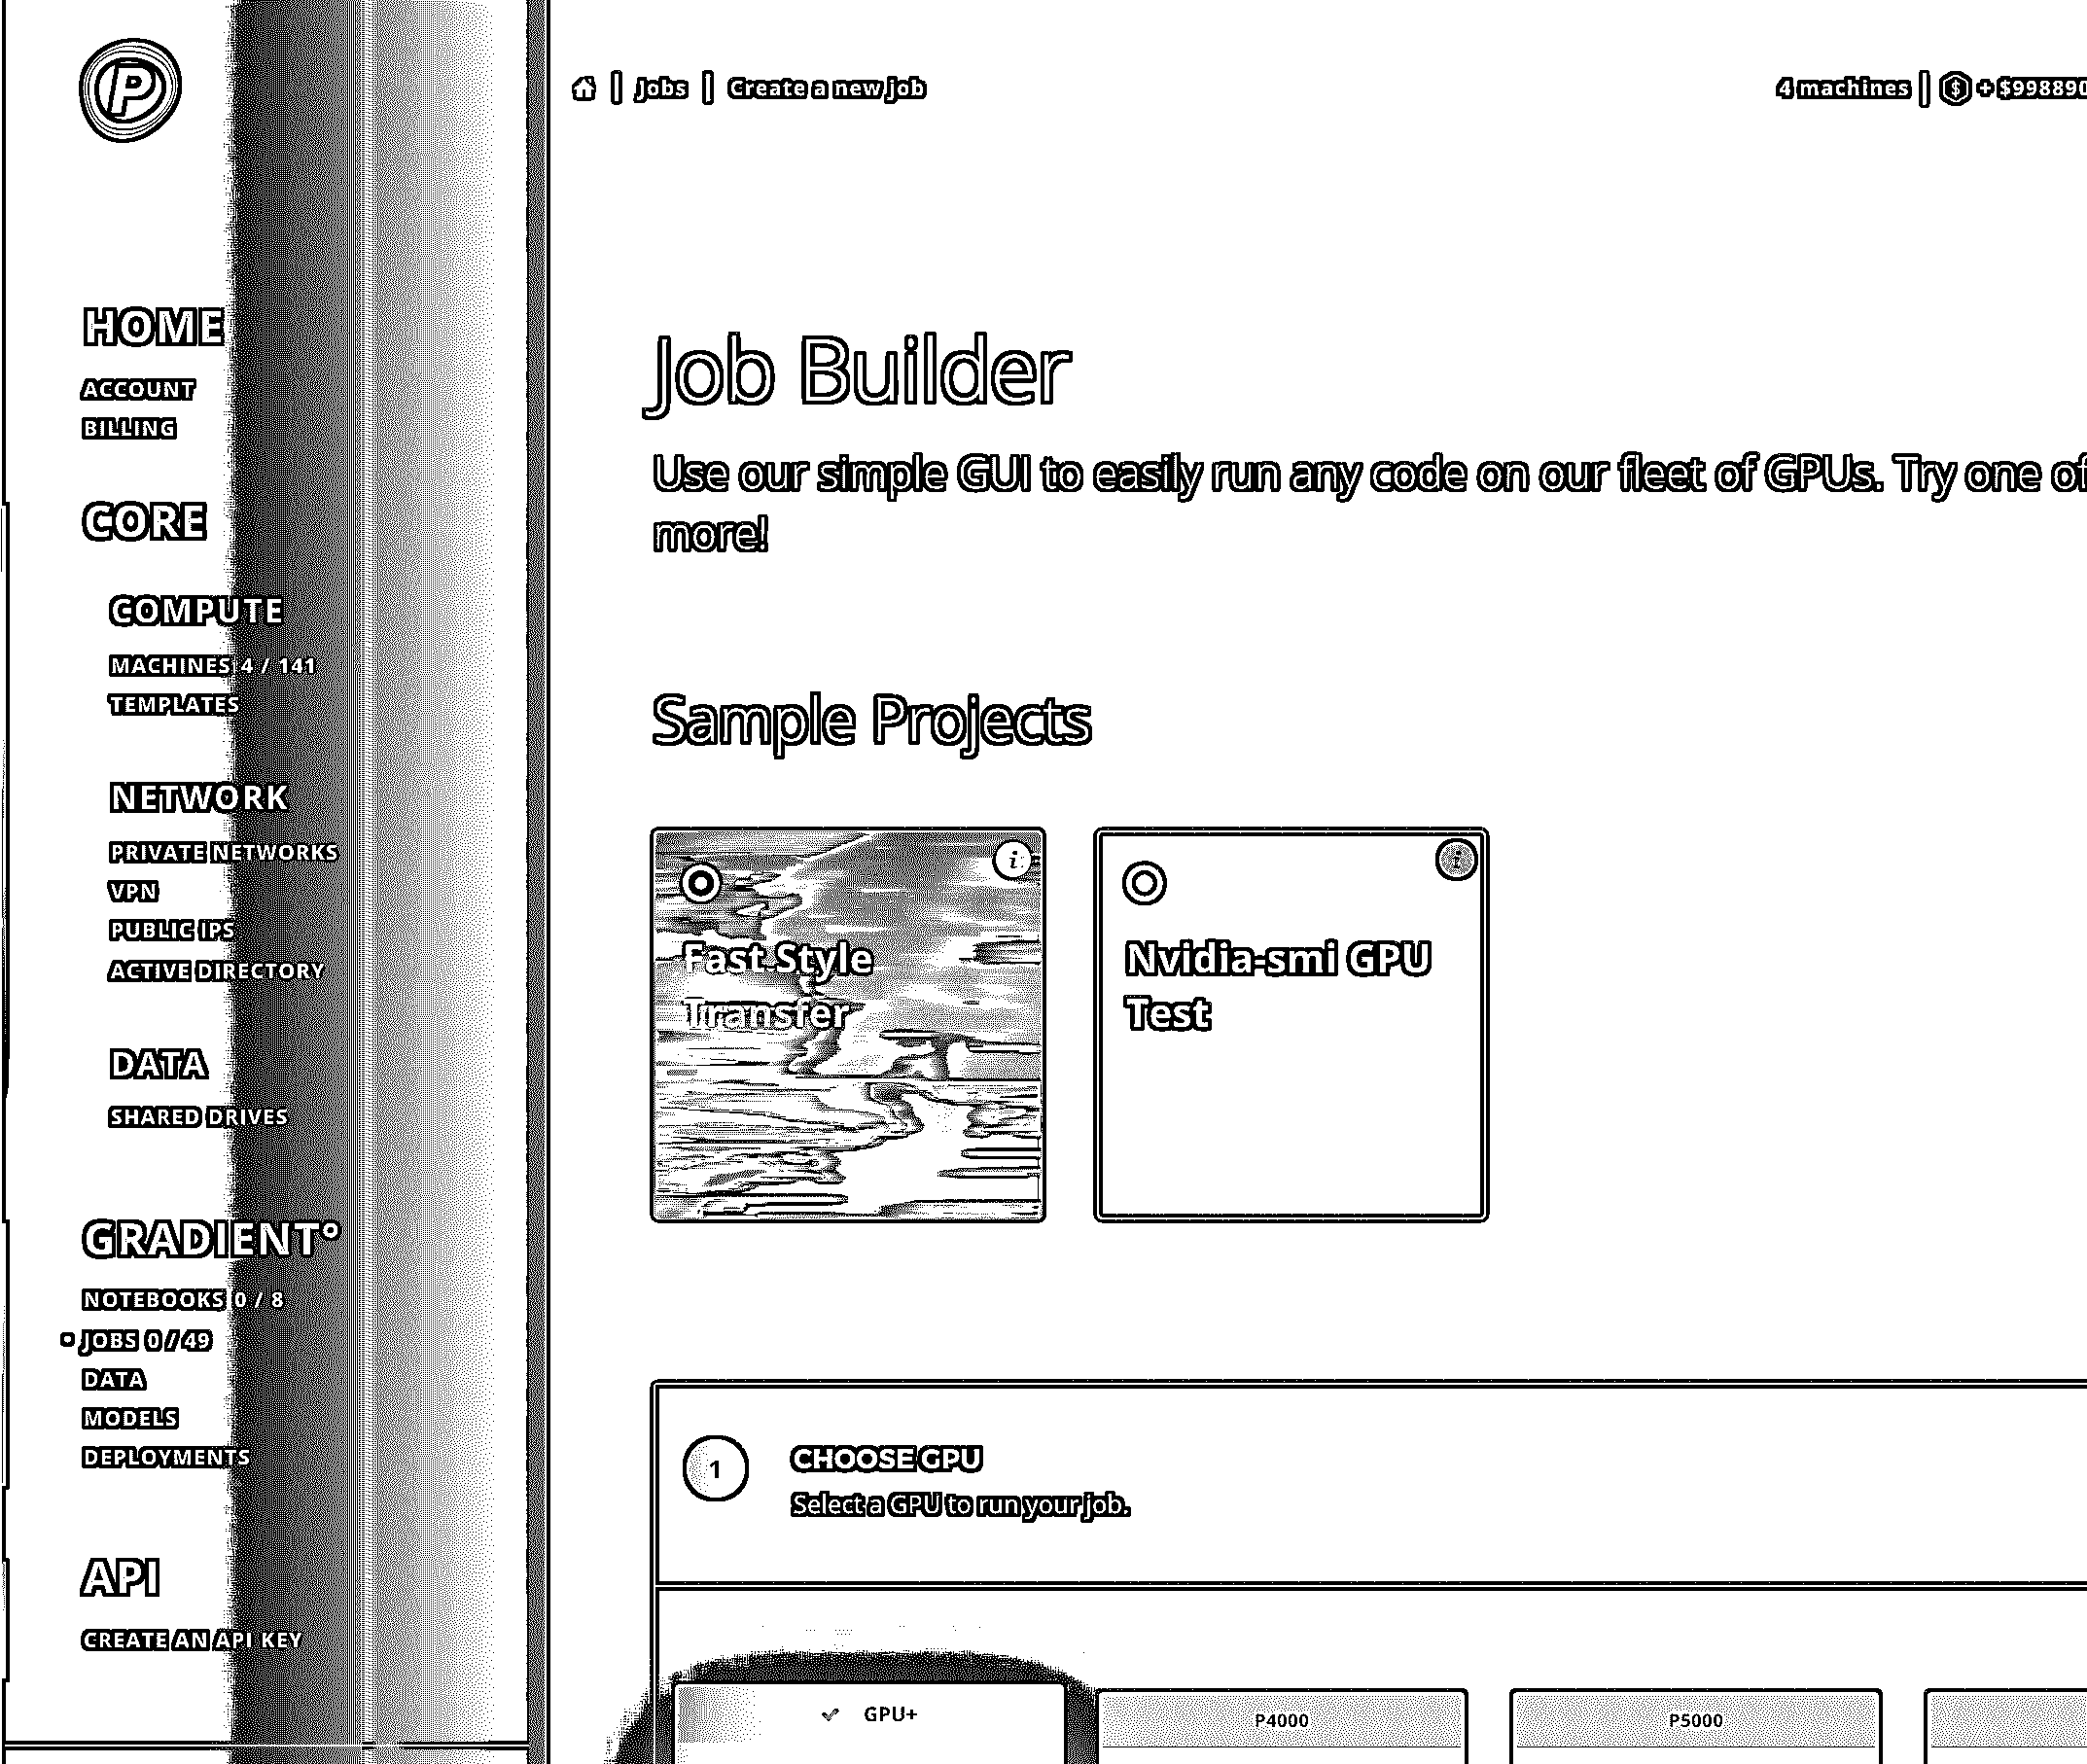 P
Jobs | Create a new job
4 machines | $ + $998890
HOME
ACCOUNT
BILLING
CORE
COMPUTE
MACHINES 4 / 141
TEMPLATES
NETWORK
PRIVATE NETWORKS
VPN
PUBLIC IPS
ACTIVE DIRECTORY
DATA
SHARED DRIVES
GRADIENT°
NOTEBOOKS 0 / 8
JOBS 0 / 49
DATA
MODELS
DEPLOYMENTS
API
CREATE AN API KEY
Job Builder
Use our simple GUI to easily run any code on our fleet of GPUs. Try one of
more!
Sample Projects
i
Fast Style
Transfer
i
Nvidia-smi GPU
Test
1
CHOOSE GPU
Select a GPU to run your job.
GPU+
P4000
P5000